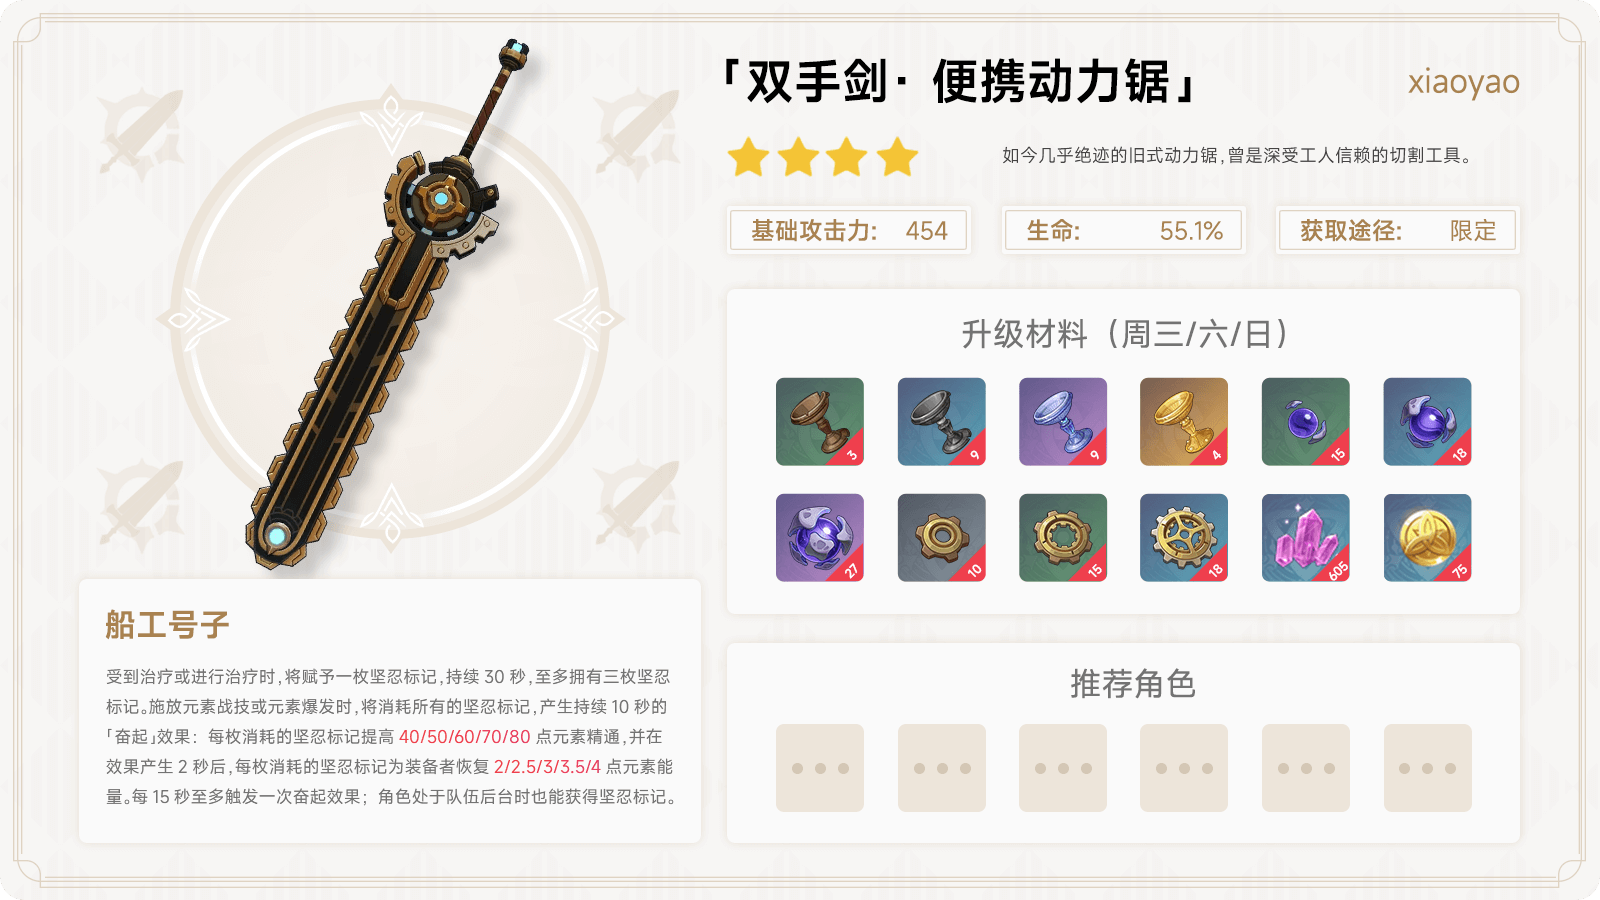 「双手剑· 便携动力锯」
xiaoyao
如今几乎绝迹的旧式动力锯,曾是深受工人信赖的切割工具。
基础攻击力: 454
生命: 55.1%
获取途径: 限定
升级材料（周三/六/日）
3
9
9
4
15
18
27
10
15
18
605
75
船工号子
受到治疗或进行治疗时,将赋予一枚坚忍标记,持续 30 秒,至多拥有三枚坚忍
标记。施放元素战技或元素爆发时,将消耗所有的坚忍标记,产生持续 10 秒的
「奋起」效果：每枚消耗的坚忍标记提高 40/50/60/70/80 点元素精通,并在
效果产生 2 秒后,每枚消耗的坚忍标记为装备者恢复 2/2.5/3/3.5/4 点元素能
量。每 15 秒至多触发一次奋起效果；角色处于队伍后台时也能获得坚忍标记。
推荐角色